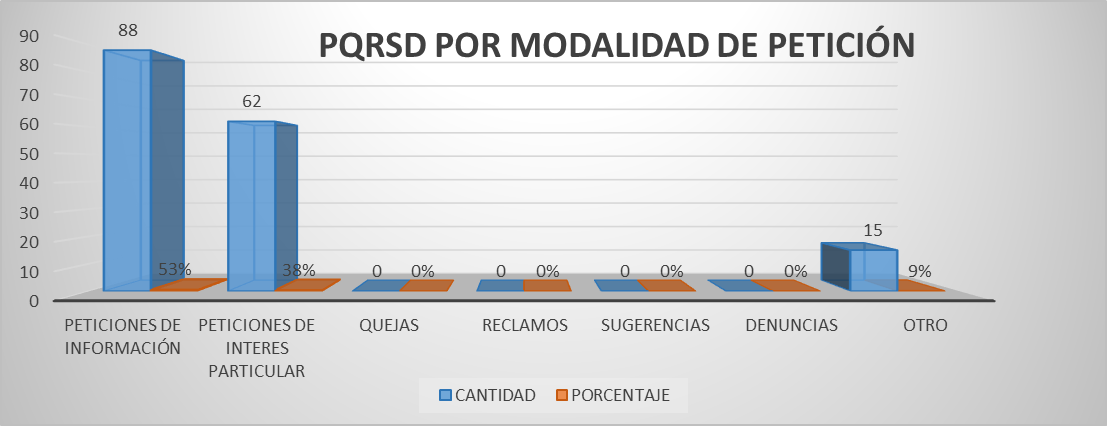 PQRSD POR MODALIDAD DE PETICIÓN
90
80
70
60
50
40
30
20
10
0
88
53%
62
38%
0
0%
0
0%
0
0%
0
0%
15
9%
PETICIONES DE
INFORMACIÓN
PETICIONES DE
INTERES
PARTICULAR
QUEJAS
RECLAMOS
SUGERENCIAS
DENUNCIAS
OTRO
CANTIDAD
PORCENTAJE